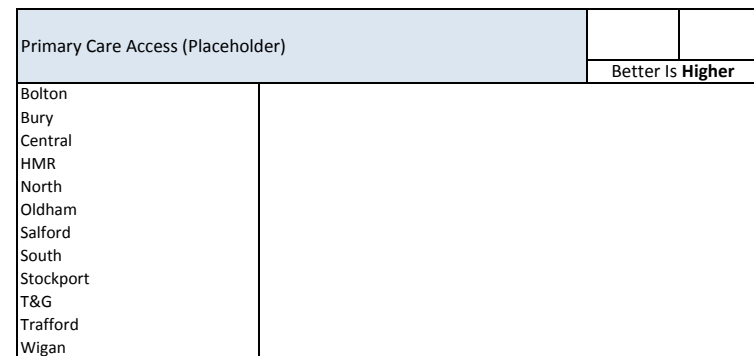 Primary Care Access (Placeholder)
Better Is Higher
Bolton
Bury
Central
HMR
North
Oldham
Salford
South
Stockport
T&G
Trafford
Wigan